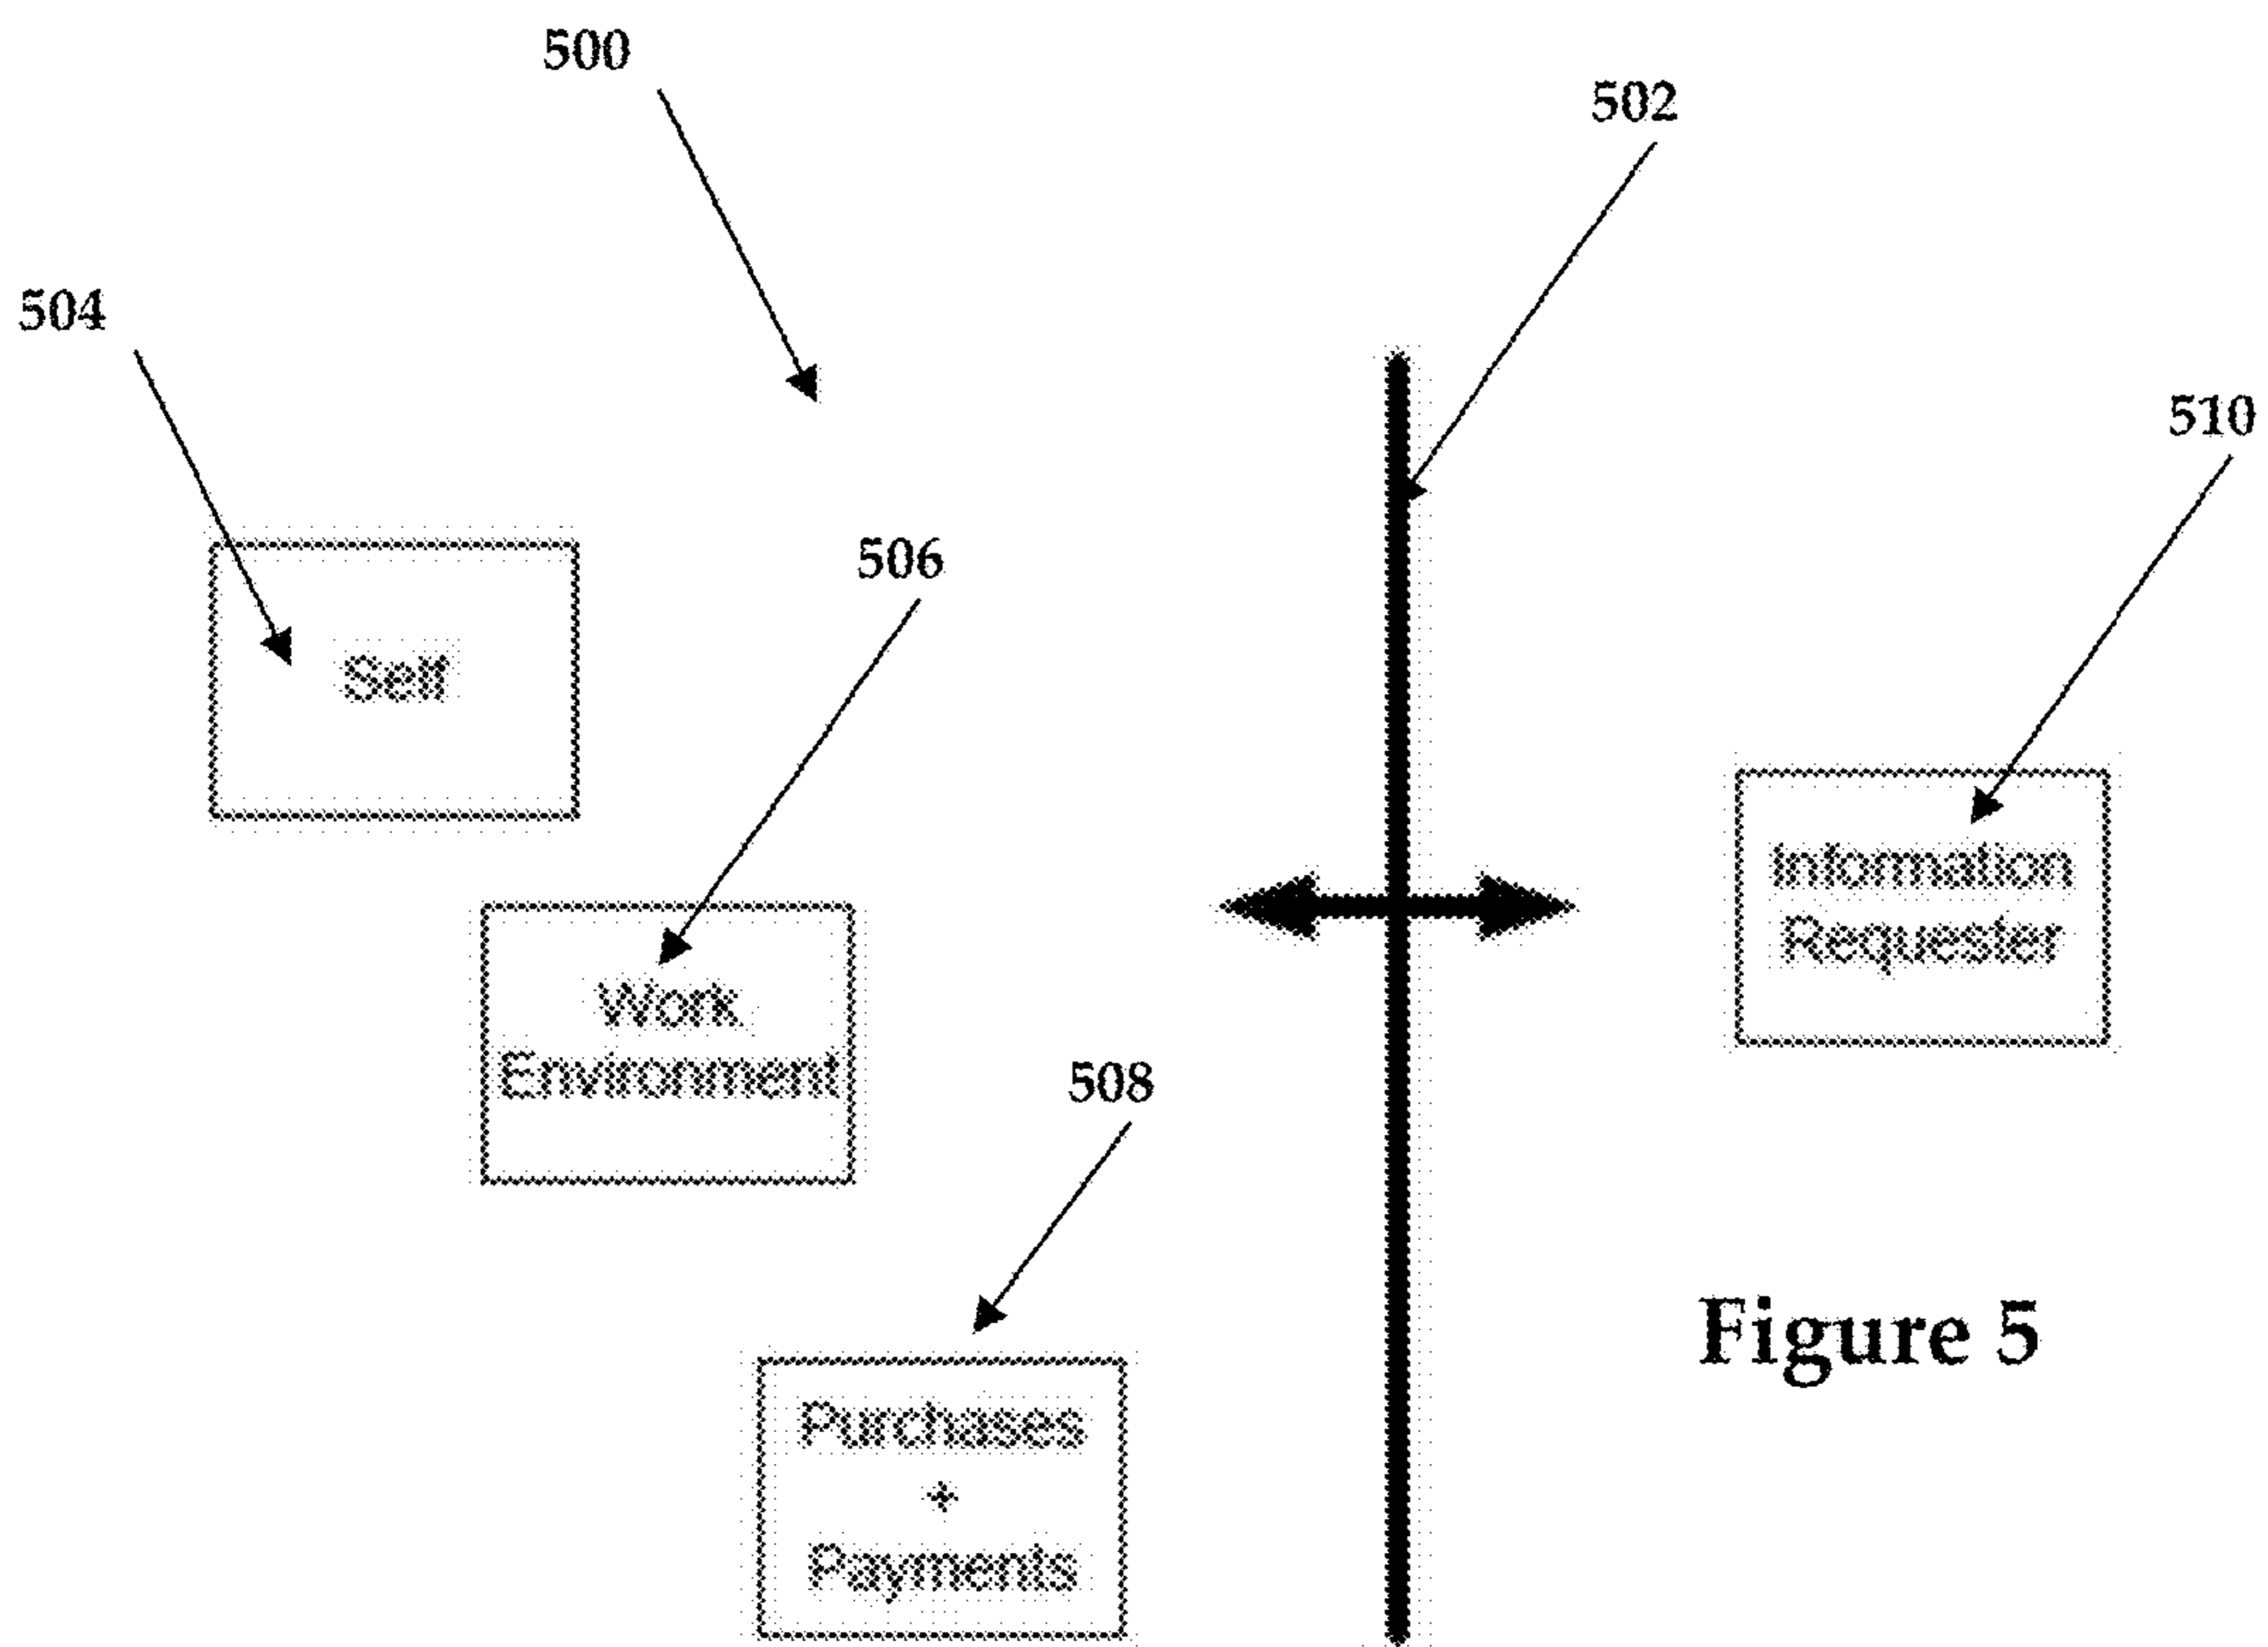 500
502
504
510
506
Self
Information
Requester
Work
Environment
508
Figure 5
Purchases
+
Payments